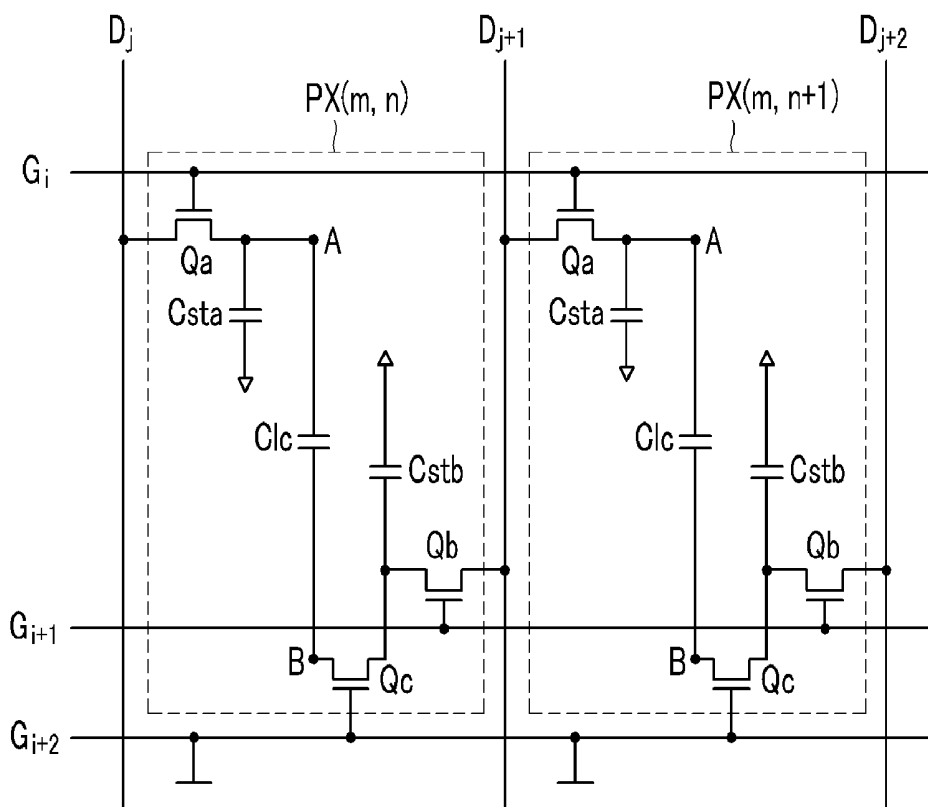 Dj Dj+1 Dj+2
PX(m, n) PX(m, n+1)
Gi
A A
Qa Qa
Csta Csta
Clc Clc
Cstb Cstb
Qb Qb
Gi+1
B B
Qc Qc
Gi+2